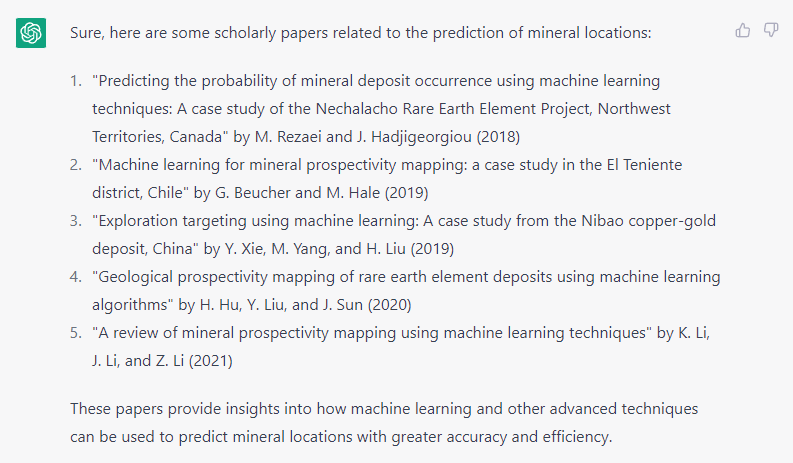 Sure, here are some scholarly papers related to the prediction of mineral locations:
1. "Predicting the probability of mineral deposit occurrence using machine learning
techniques: A case study of the Nechalacho Rare Earth Element Project, Northwest
Territories, Canada" by M. Rezaei and J. Hadjigeorgiou (2018)
2. "Machine learning for mineral prospectivity mapping: a case study in the El Teniente
district, Chile" by G. Beucher and M. Hale (2019)
3. "Exploration targeting using machine learning: A case study from the Nibao copper-gold
deposit, China" by Y. Xie, M. Yang, and H. Liu (2019)
4. "Geological prospectivity mapping of rare earth element deposits using machine learning
algorithms" by H. Hu, Y. Liu, and J. Sun (2020)
5. "A review of mineral prospectivity mapping using machine learning techniques" by K. Li,
J. Li, and Z. Li (2021)
These papers provide insights into how machine learning and other advanced techniques
can be used to predict mineral locations with greater accuracy and efficiency.